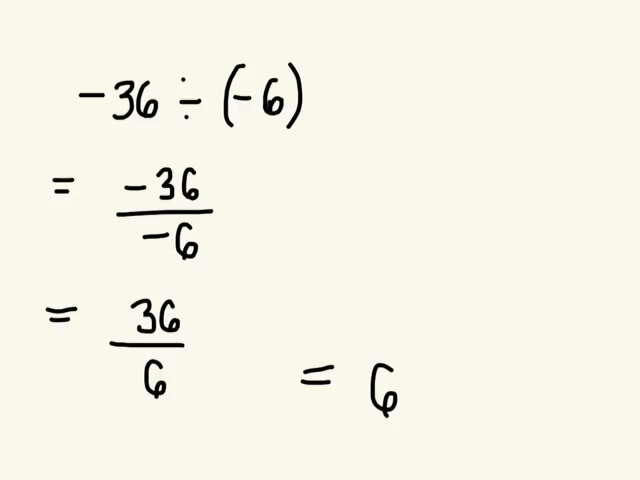 -36 ÷ (-6)
= -36/-6
= 36/6 = 6